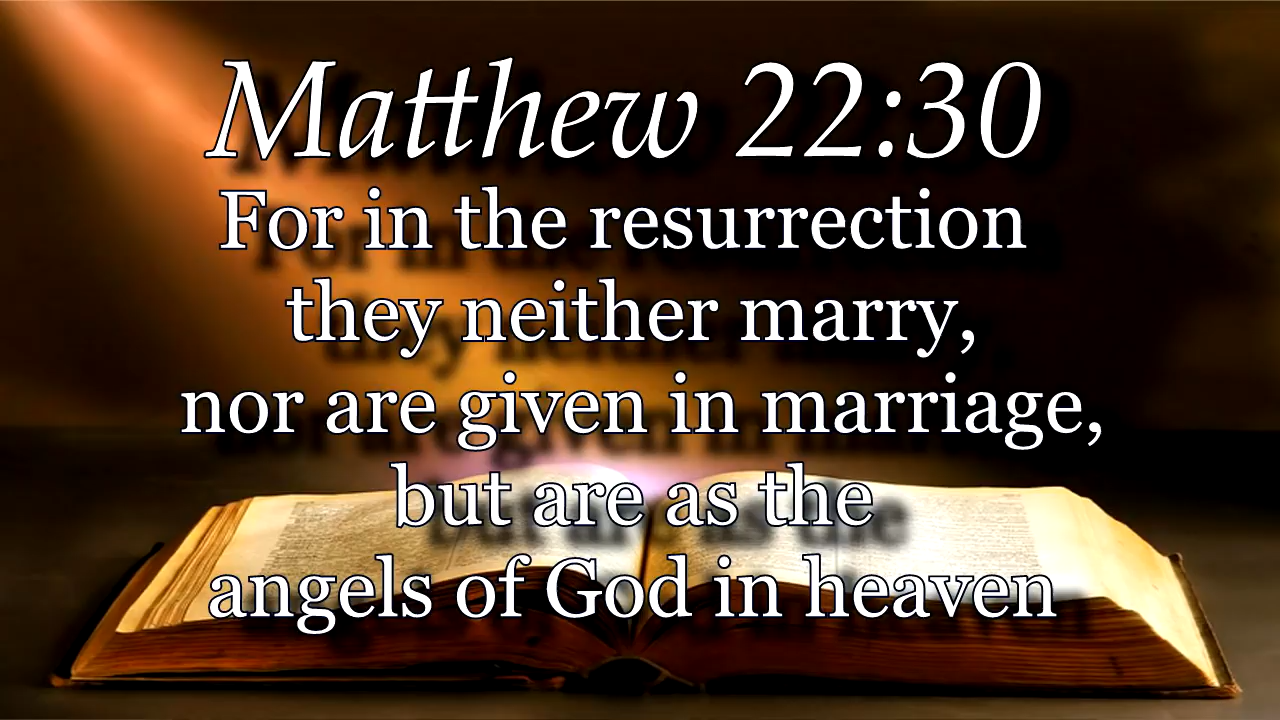 Matthew 22:30
For in the resurrection
they neither marry,
nor are given in marriage,
but are as the
angels of God in heaven